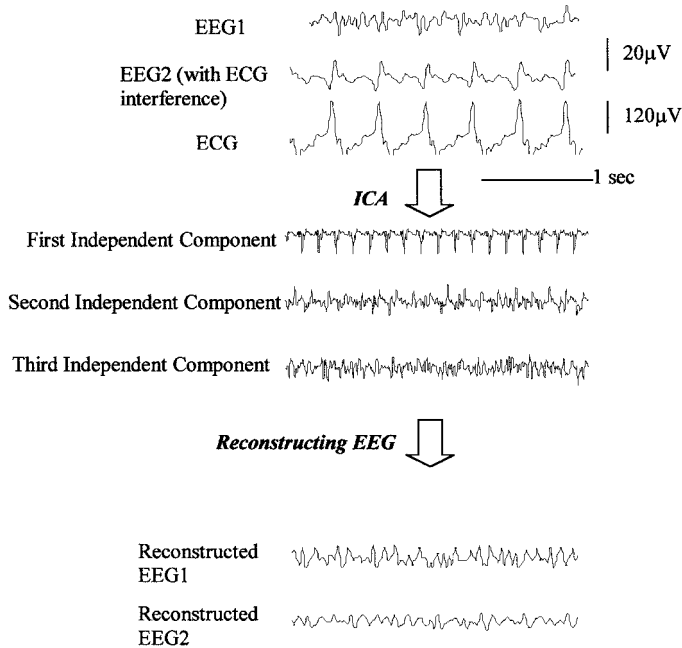 EEG1
20µV
EEG2 (with ECG
interference)
120µV
ECG
1 sec
ICA
First Independent Component
Second Independent Component
Third Independent Component
Reconstructing EEG
Reconstructed
EEG1
Reconstructed
EEG2